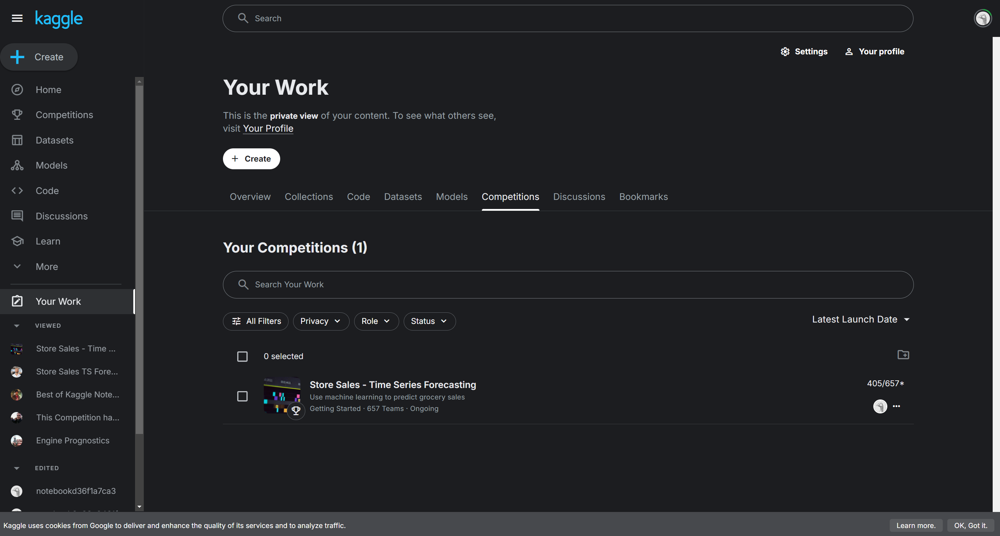 kaggle
Search
Create
Settings
Your profile
Home
Competitions
Datasets
Models
Code
Discussions
Learn
More
Your Work
VIEWED
Store Sales - Time ...
Store Sales TS Fore...
Best of Kaggle Note...
This Competition ha...
Engine Prognostics
EDITED
notebookd36f1a7ca3
Your Work
This is the private view of your content. To see what others see,
visit Your Profile
Create
Overview Collections Code Datasets Models Competitions Discussions Bookmarks
Your Competitions (1)
Search Your Work
All Filters Privacy Role Status
Latest Launch Date
0 selected
Store Sales - Time Series Forecasting
405/657*
Use machine learning to predict grocery sales
Getting Started · 657 Teams · Ongoing
Kaggle uses cookies from Google to deliver and enhance the quality of its services and to analyze traffic.
Learn more.
OK, Got it.